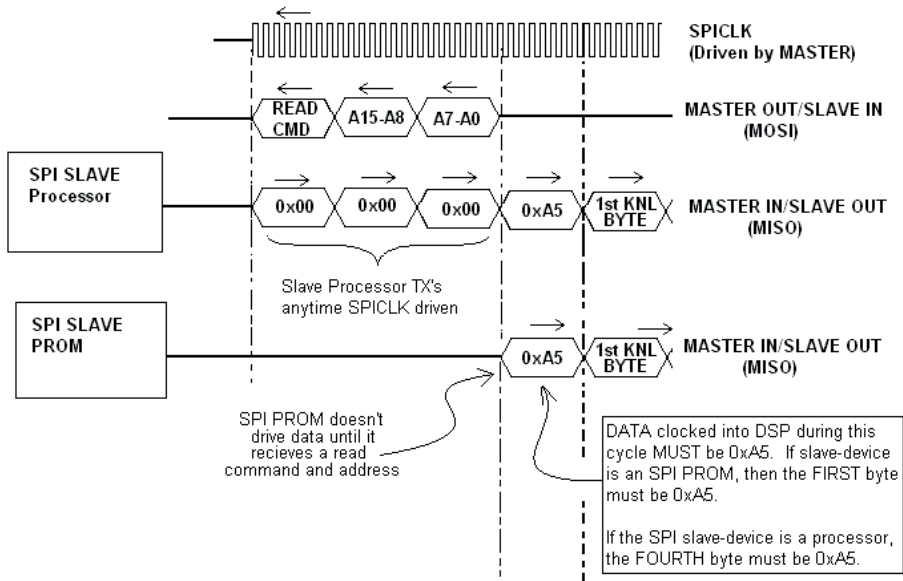 SPICLK
(Driven by MASTER)
READ
CMD
A15-A8
A7-A0
MASTER OUT/SLAVE IN
(MOSI)
SPI SLAVE
Processor
0x00
0x00
0x00
0xA5
1st KNL
BYTE
MASTER IN/SLAVE OUT
(MISO)
Slave Processor TX's
anytime SPICLK driven
SPI SLAVE
PROM
0xA5
1st KNL
BYTE
MASTER IN/SLAVE OUT
(MISO)
SPI PROM doesn't
drive data until it
recieves a read
command and address
DATA clocked into DSP during this
cycle MUST be 0xA5. If slave-device
is an SPI PROM, then the FIRST byte
must be 0xA5.
If the SPI slave-device is a processor,
the FOURTH byte must be 0xA5.